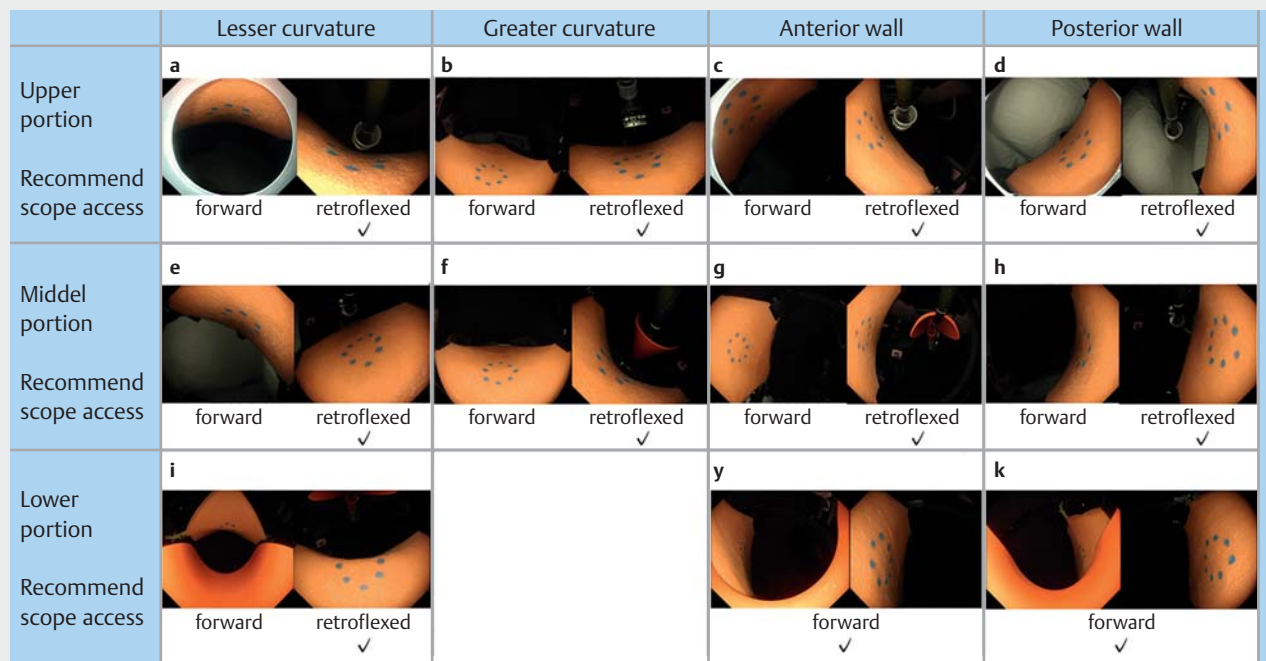 Lesser curvature Greater curvature Anterior wall Posterior wall
a b c d
Upper
portion
Recommend
scope access
forward retroflexed forward retroflexed forward retroflexed forward retroflexed
✓ ✓ ✓ ✓
e f g h
Middel
portion
Recommend
scope access
forward retroflexed forward retroflexed forward retroflexed forward retroflexed
✓ ✓ ✓ ✓
i y k
Lower
portion
Recommend
scope access
forward retroflexed forward forward
✓ ✓ ✓